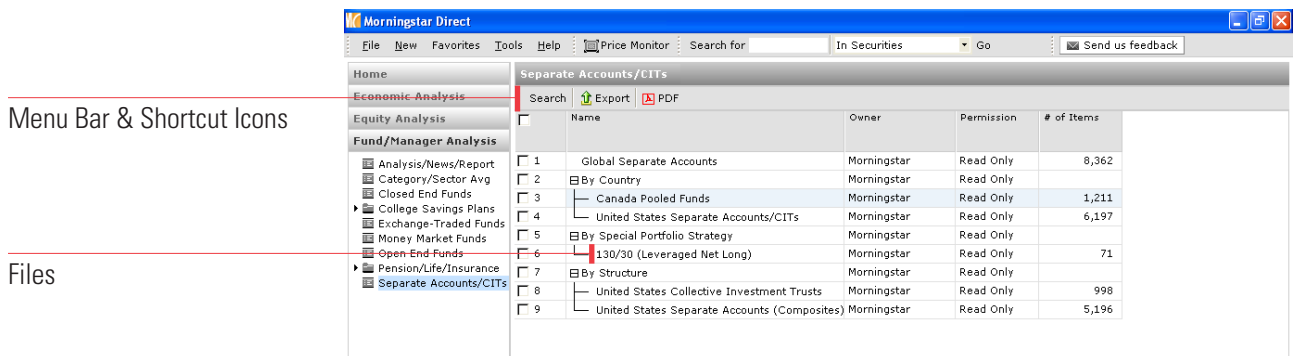 Morningstar Direct
File New Favorites Tools Help Price Monitor Search for In Securities Go Send us feedback
Home
Economic Analysis
Equity Analysis
Fund/Manager Analysis
Analysis/News/Report
Category/Sector Avg
Closed End Funds
College Savings Plans
Exchange-Traded Funds
Money Market Funds
Open End Funds
Pension/Life/Insurance
Separate Accounts/CITs
Separate Accounts/CITs
Search Export PDF
Name Owner Permission # of Items
1 Global Separate Accounts Morningstar Read Only 8,362
2 By Country Morningstar Read Only
3 Canada Pooled Funds Morningstar Read Only 1,211
4 United States Separate Accounts/CITs Morningstar Read Only 6,197
5 By Special Portfolio Strategy Morningstar Read Only
6 130/30 (Leveraged Net Long) Morningstar Read Only 71
7 By Structure Morningstar Read Only
8 United States Collective Investment Trusts Morningstar Read Only 998
9 United States Separate Accounts (Composites) Morningstar Read Only 5,196
Menu Bar & Shortcut Icons
Files